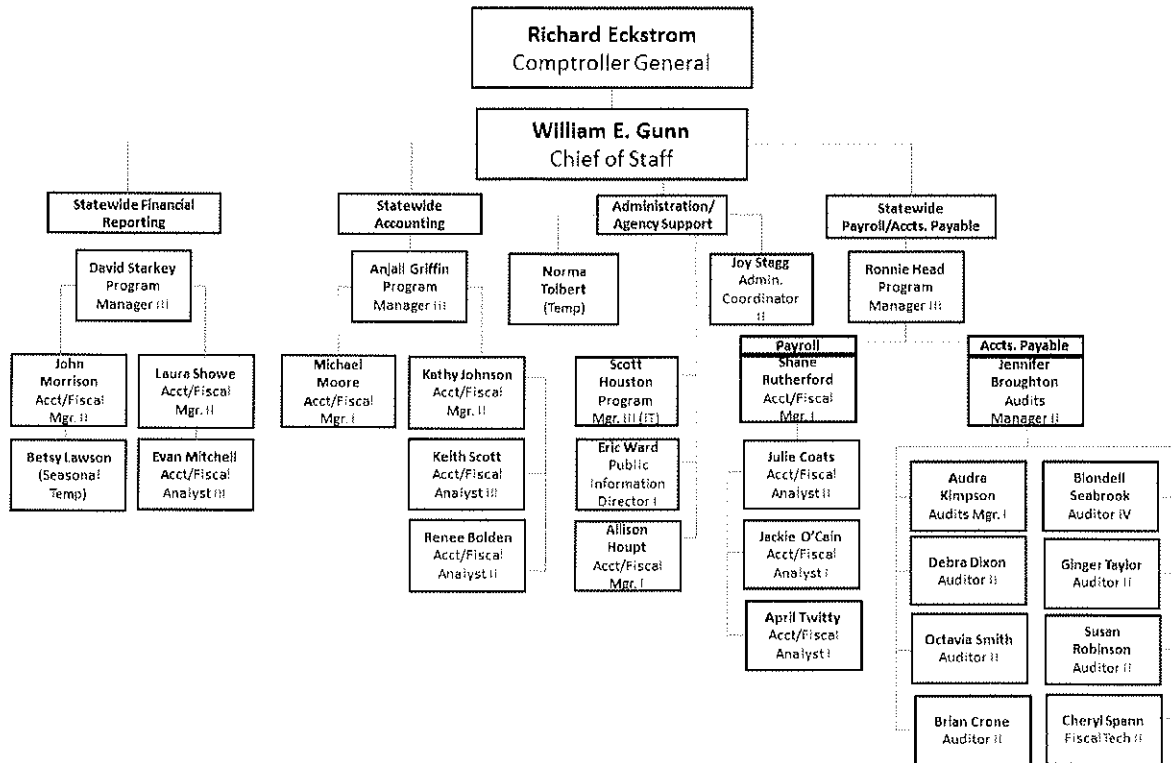 Richard Eckstrom
Comptroller General
William E. Gunn
Chief of Staff
Statewide Financial
Reporting
David Starkey
Program
Manager III
John
Morrison
Acct/Fiscal
Mgr. II
Laura Showe
Acct/Fiscal
Mgr. II
Betsy Lawson
(Seasonal
Temp)
Evan Mitchell
Acct/Fiscal
Analyst III
Statewide
Accounting
Anjali Griffin
Program
Manager III
Michael
Moore
Acct/Fiscal
Mgr. I
Kathy Johnson
Acct/Fiscal
Mgr. II
Keith Scott
Acct/Fiscal
Analyst III
Renee Bolden
Acct/Fiscal
Analyst II
Administration/
Agency Support
Norma
Tolbert
(Temp)
Joy Stagg
Admin.
Coordinator
II
Scott
Houston
Program
Mgr. III (IT)
Eric Ward
Public
Information
Director I
Allison
Houpt
Acct/Fiscal
Mgr. I
Statewide
Payroll/Accts. Payable
Ronnie Head
Program
Manager III
Payroll
Shane
Rutherford
Acct/Fiscal
Mgr. I
Julie Coats
Acct/Fiscal
Analyst II
Jackie O'Cain
Acct/Fiscal
Analyst I
April Twitty
Acct/Fiscal
Analyst I
Accts. Payable
Jennifer
Broughton
Audits
Manager II
Audra
Kimpson
Audits Mgr. I
Blondell
Seabrook
Auditor IV
Debra Dixon
Auditor II
Ginger Taylor
Auditor II
Octavia Smith
Auditor II
Susan
Robinson
Auditor II
Brian Crone
Auditor II
Cheryl Spann
Fiscal Tech II